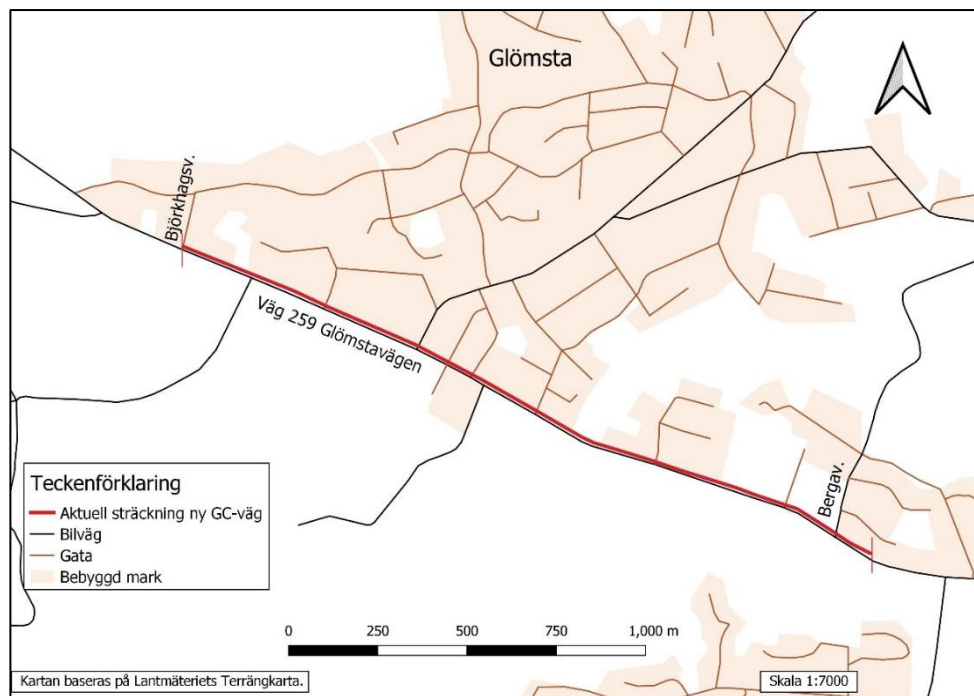 Glömsta
Björkhagsv.
Väg 259 Glömstavägen
Bergav.
Teckenförklaring
Aktuell sträckning ny GC-väg
Bilväg
Gata
Bebyggd mark
0 250 500 750 1,000 m
Kartan baseras på Lantmäteriets Terrängkarta.
Skala 1:7000